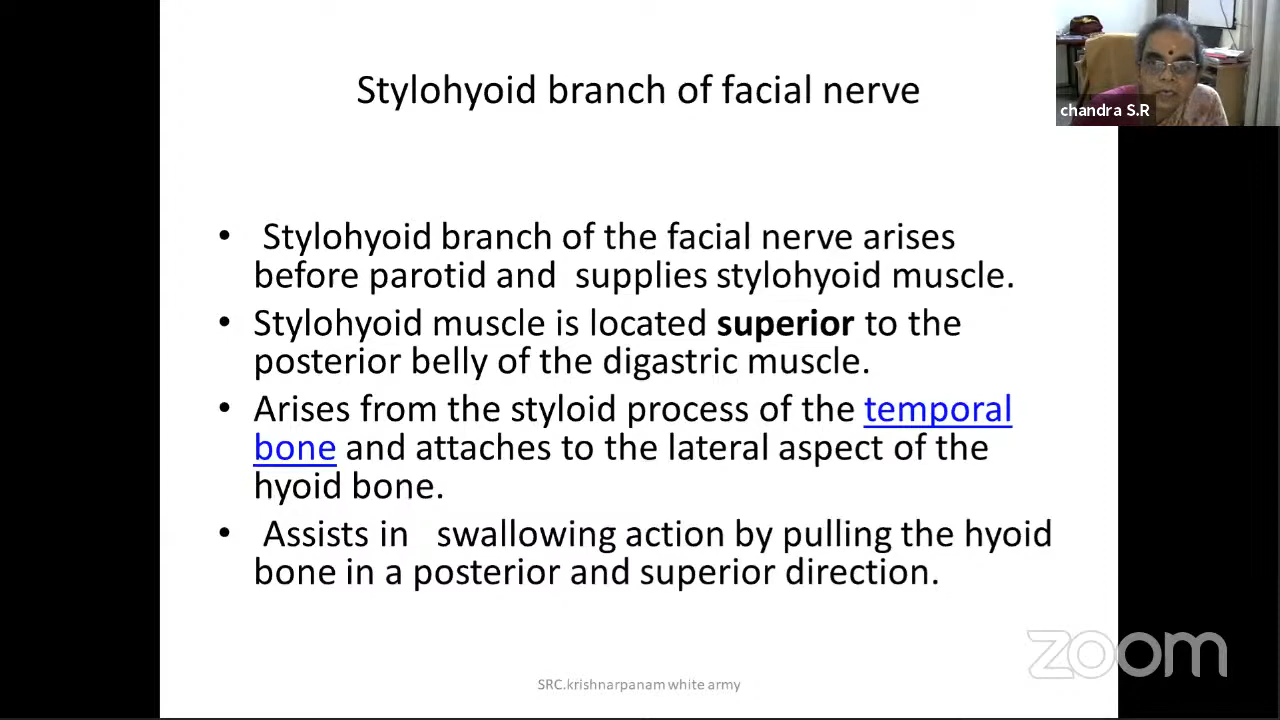 Stylohyoid branch of facial nerve
chandra S.R
• Stylohyoid branch of the facial nerve arises
before parotid and supplies stylohyoid muscle.
• Stylohyoid muscle is located superior to the
posterior belly of the digastric muscle.
• Arises from the styloid process of the temporal
bone and attaches to the lateral aspect of the
hyoid bone.
• Assists in swallowing action by pulling the hyoid
bone in a posterior and superior direction.
zoom
SRC.krishnarpanam white army